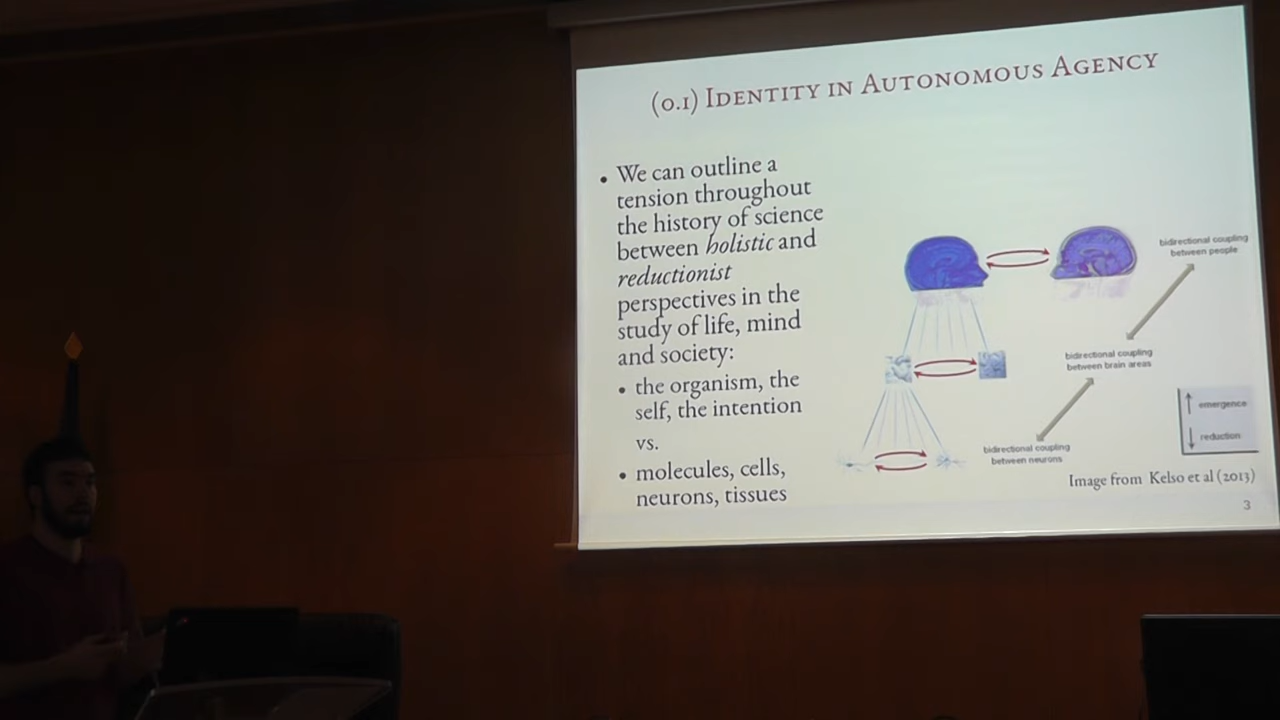 (0.1) Identity in Autonomous Agency
• We can outline a
tension throughout
the history of science
between holistic and
reductionist
perspectives in the
study of life, mind
and society:
• the organism, the
self, the intention
vs.
• molecules, cells,
neurons, tissues
bidirectional coupling
between people
bidirectional coupling
between brain areas
bidirectional coupling
between neurons
emergence
reduction
Image from Kelso et al (2013)
3